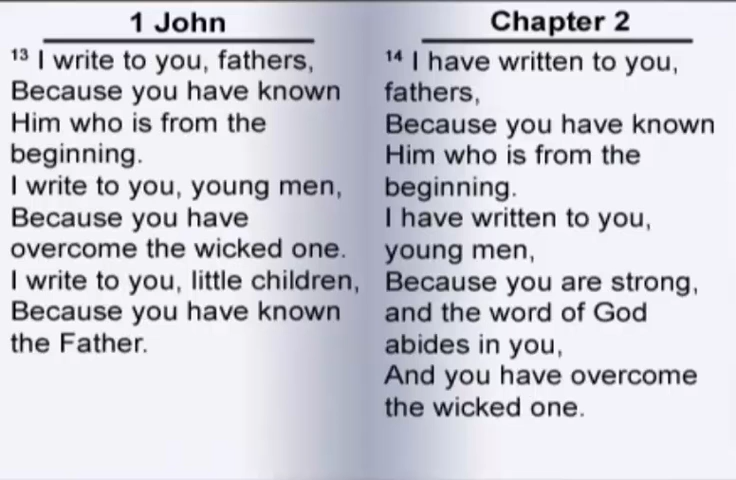 1 John
¹³ I write to you, fathers,
Because you have known
Him who is from the
beginning.
I write to you, young men,
Because you have
overcome the wicked one.
I write to you, little children,
Because you have known
the Father.
Chapter 2
¹⁴ I have written to you,
fathers,
Because you have known
Him who is from the
beginning.
I have written to you,
young men,
Because you are strong,
and the word of God
abides in you,
And you have overcome
the wicked one.